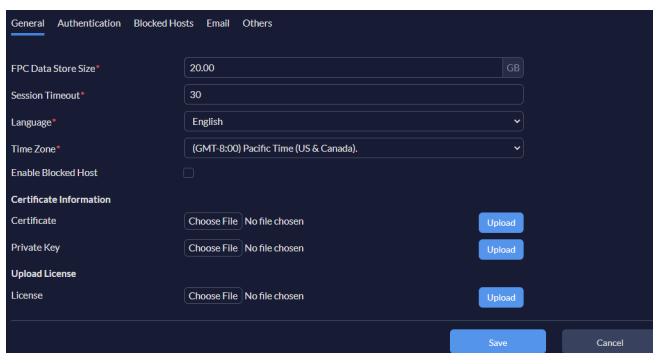 General Authentication Blocked Hosts Email Others
FPC Data Store Size* 20.00 GB
Session Timeout* 30
Language* English
Time Zone* (GMT-8:00) Pacific Time (US & Canada).
Enable Blocked Host
Certificate Information
Certificate Choose File No file chosen Upload
Private Key Choose File No file chosen Upload
Upload License
License Choose File No file chosen Upload
Save Cancel